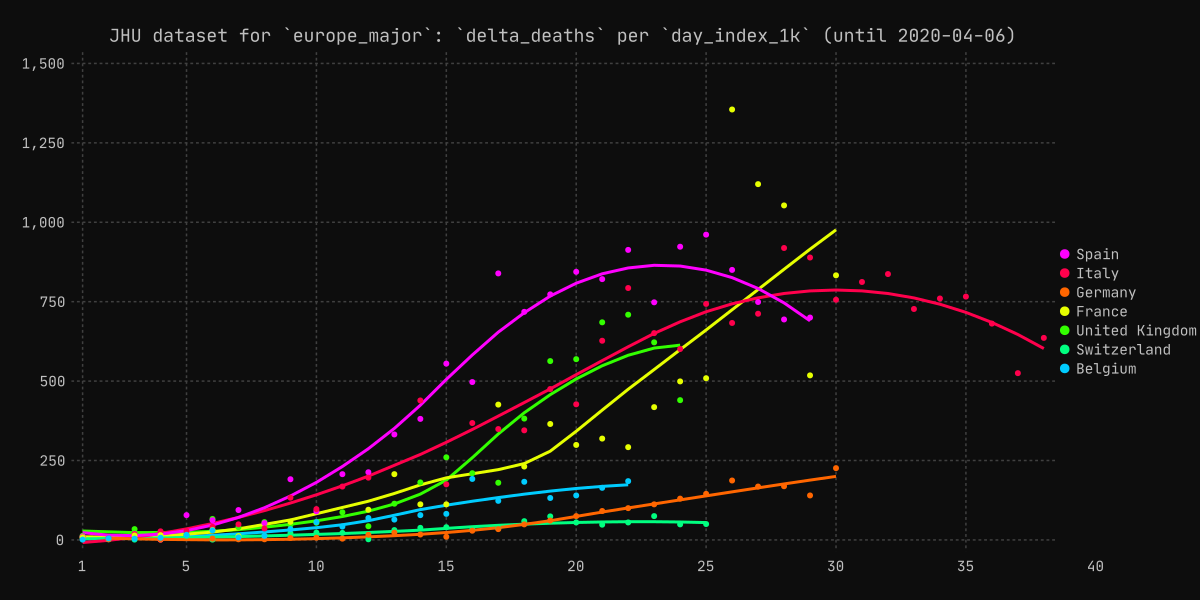 JHU dataset for `europe_major`: `delta_deaths` per `day_index_1k` (until 2020-04-06)
1,500
1,250
1,000
750
500
250
0
1 5 10 15 20 25 30 35 40
Spain
Italy
Germany
France
United Kingdom
Switzerland
Belgium